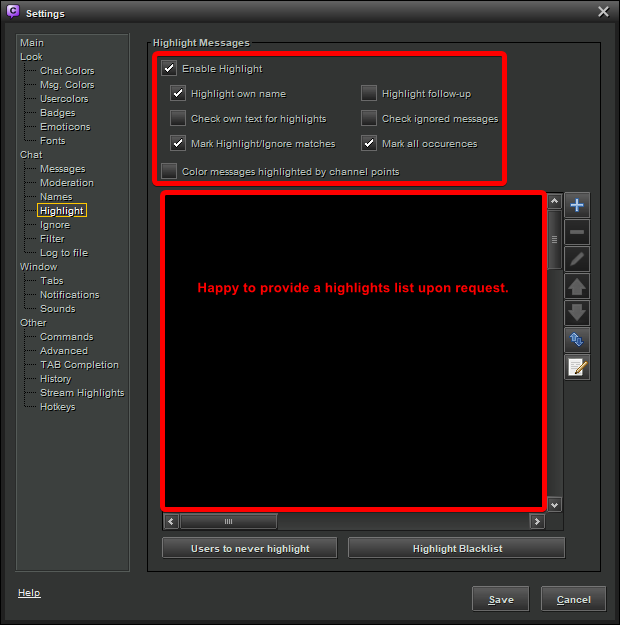 Settings
Main
Look
Chat Colors
Msg. Colors
Usercolors
Badges
Emoticons
Fonts
Chat
Messages
Moderation
Names
Highlight
Ignore
Filter
Log to file
Window
Tabs
Notifications
Sounds
Other
Commands
Advanced
TAB Completion
History
Stream Highlights
Hotkeys
Highlight Messages
Enable Highlight
Highlight own name
Highlight follow-up
Check own text for highlights
Check ignored messages
Mark Highlight/Ignore matches
Mark all occurences
Color messages highlighted by channel points
Happy to provide a highlights list upon request.
Users to never highlight
Highlight Blacklist
Help
Save
Cancel